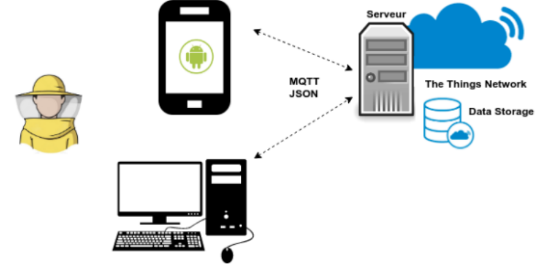 Serveur
MQTT
JSON
The Things Network
Data Storage